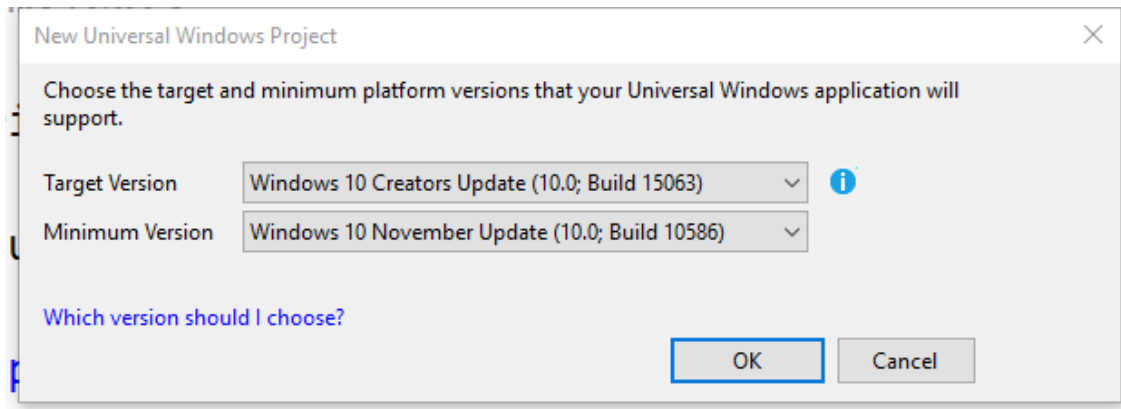 New Universal Windows Project
Choose the target and minimum platform versions that your Universal Windows application will
support.
Target Version Windows 10 Creators Update (10.0; Build 15063)
Minimum Version Windows 10 November Update (10.0; Build 10586)
Which version should I choose?
OK Cancel